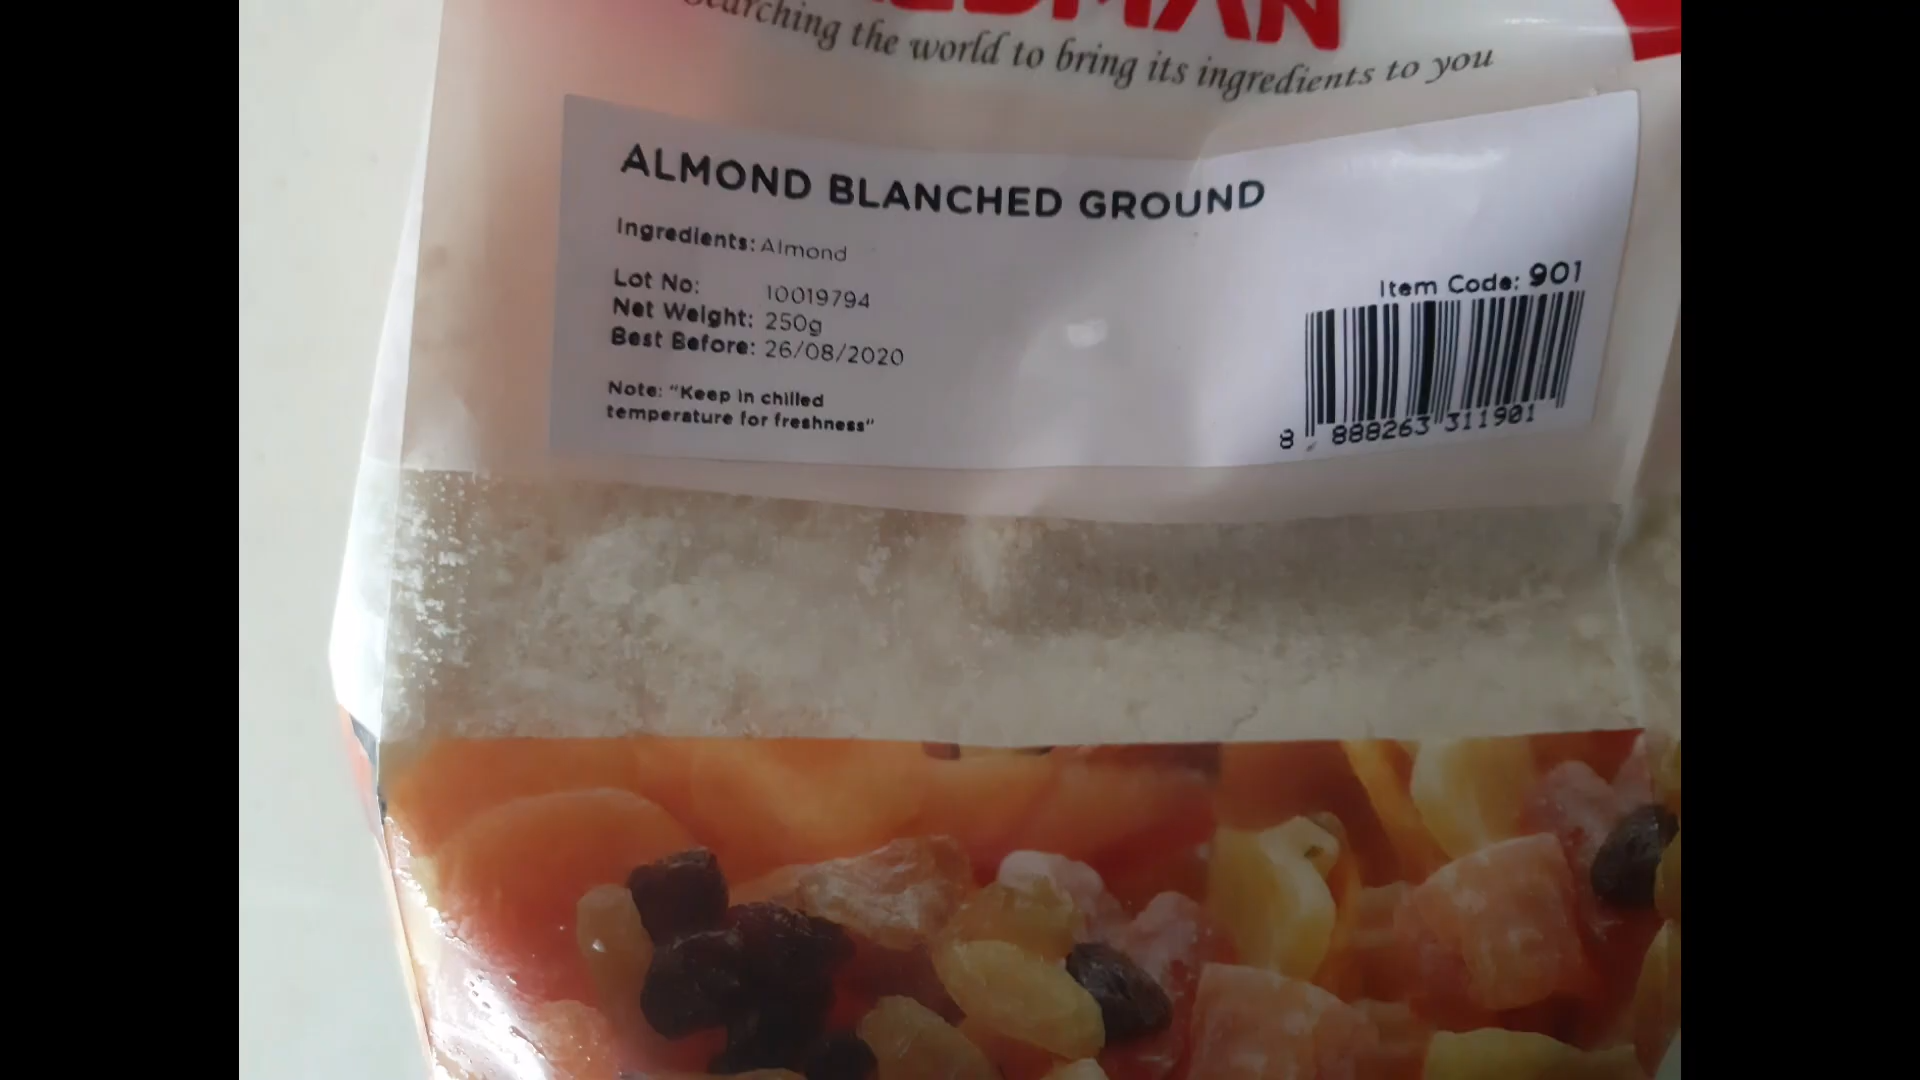 Searching the world to bring its ingredients to you
ALMOND BLANCHED GROUND
Ingredients: Almond
Lot No: 10019794
Net Weight: 250g
Best Before: 26/08/2020
Note: "Keep in chilled
temperature for freshness"
Item Code: 901
8 888263 311901